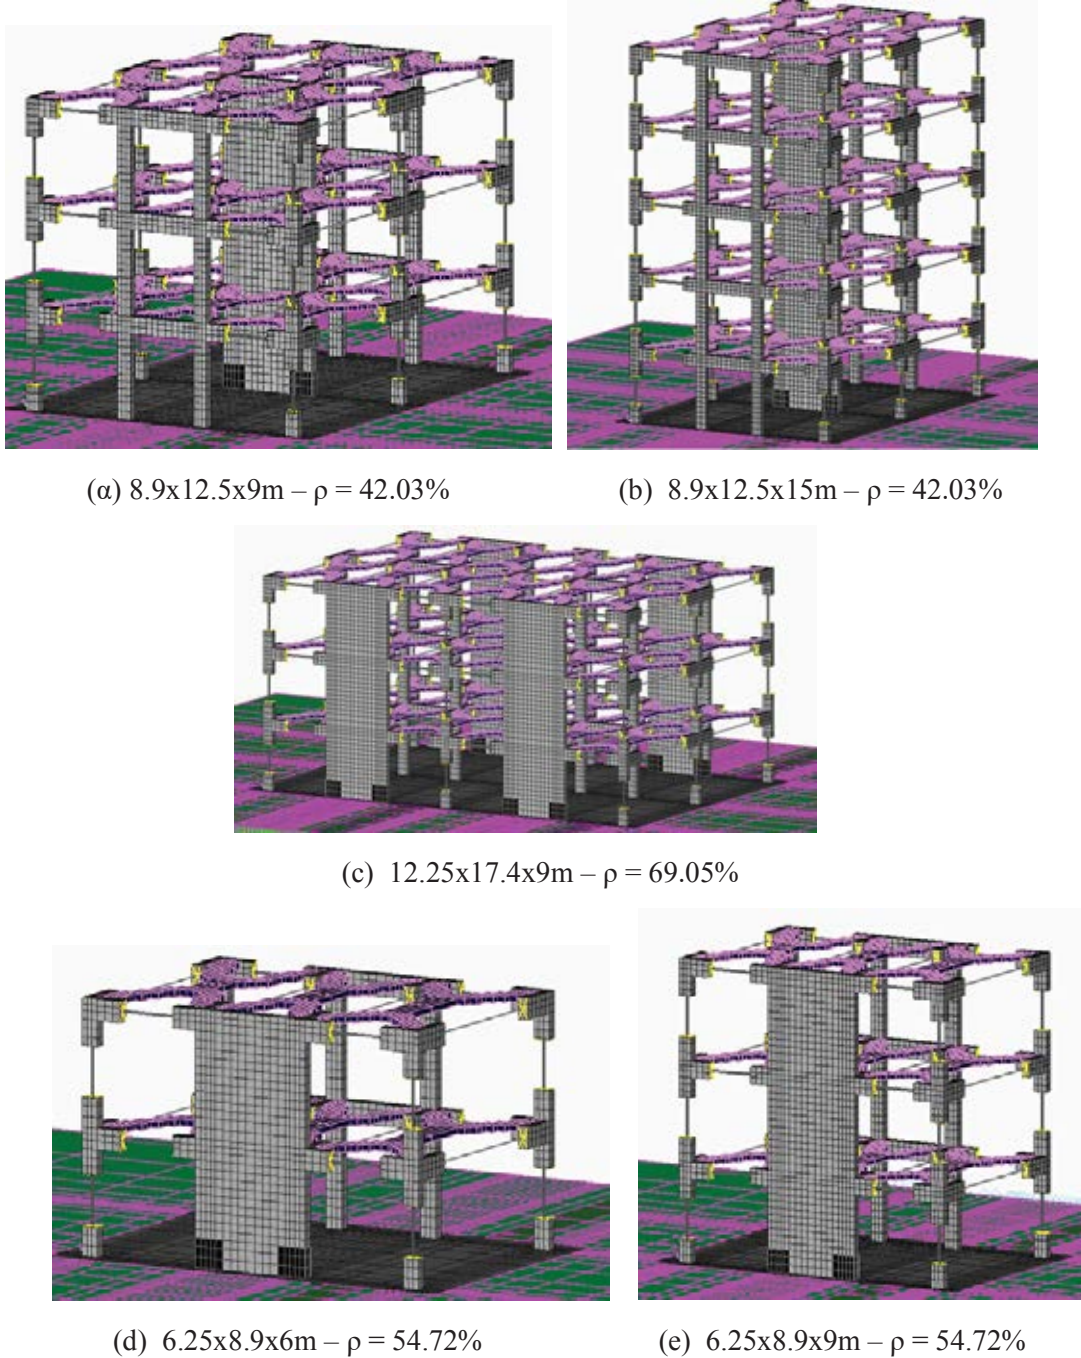 (α) 8.9x12.5x9m – ρ = 42.03%
(b) 8.9x12.5x15m – ρ = 42.03%
(c) 12.25x17.4x9m – ρ = 69.05%
(d) 6.25x8.9x6m – ρ = 54.72%
(e) 6.25x8.9x9m – ρ = 54.72%